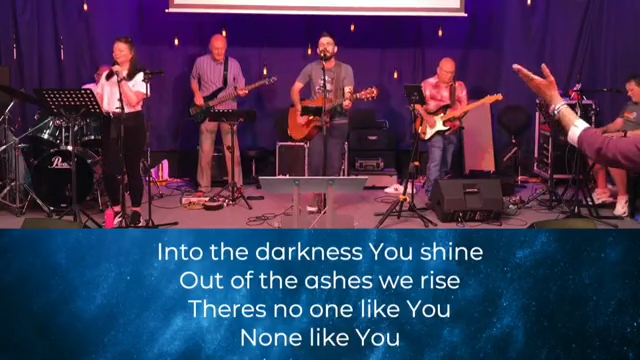 Into the darkness You shine
Out of the ashes we rise
Theres no one like You
None like You